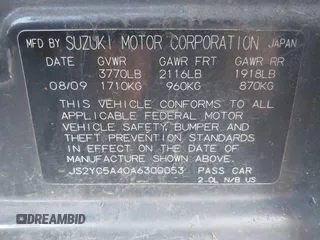 MFD BY SUZUKI MOTOR CORPORATION JAPAN
DATE GVWR GAWR FRT GAWR RR
3770LB 2116LB 1918LB
08/09 1710KG 960KG 870KG
THIS VEHICLE CONFORMS TO ALL
APPLICABLE FEDERAL MOTOR
VEHICLE SAFETY, BUMPER, AND
THEFT PREVENTION STANDARDS
IN EFFECT ON THE DATE OF
MANUFACTURE SHOWN ABOVE.
JS2YC5A40A6300053 PASS CAR
2.0L N/B US
DREAMBID